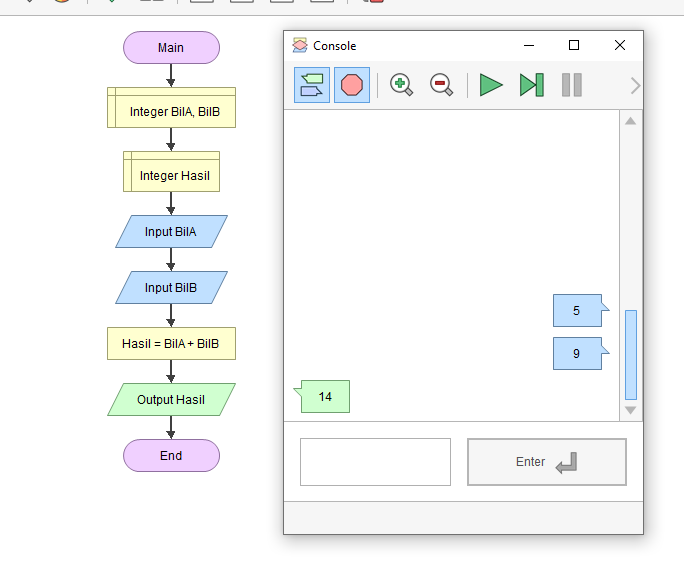 Main
Integer BilA, BilB
Integer Hasil
Input BilA
Input BilB
Hasil = BilA + BilB
Output Hasil
End
Console
5
9
14
Enter